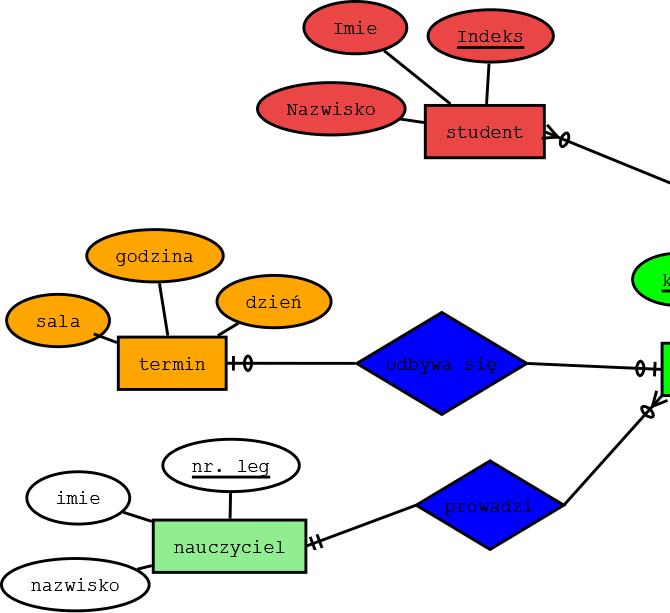 Imie
Indeks
Nazwisko
student
godzina
dzień
sala
termin
odbywa się
k
nr. leg
imie
prowadzi
nauczyciel
nazwisko